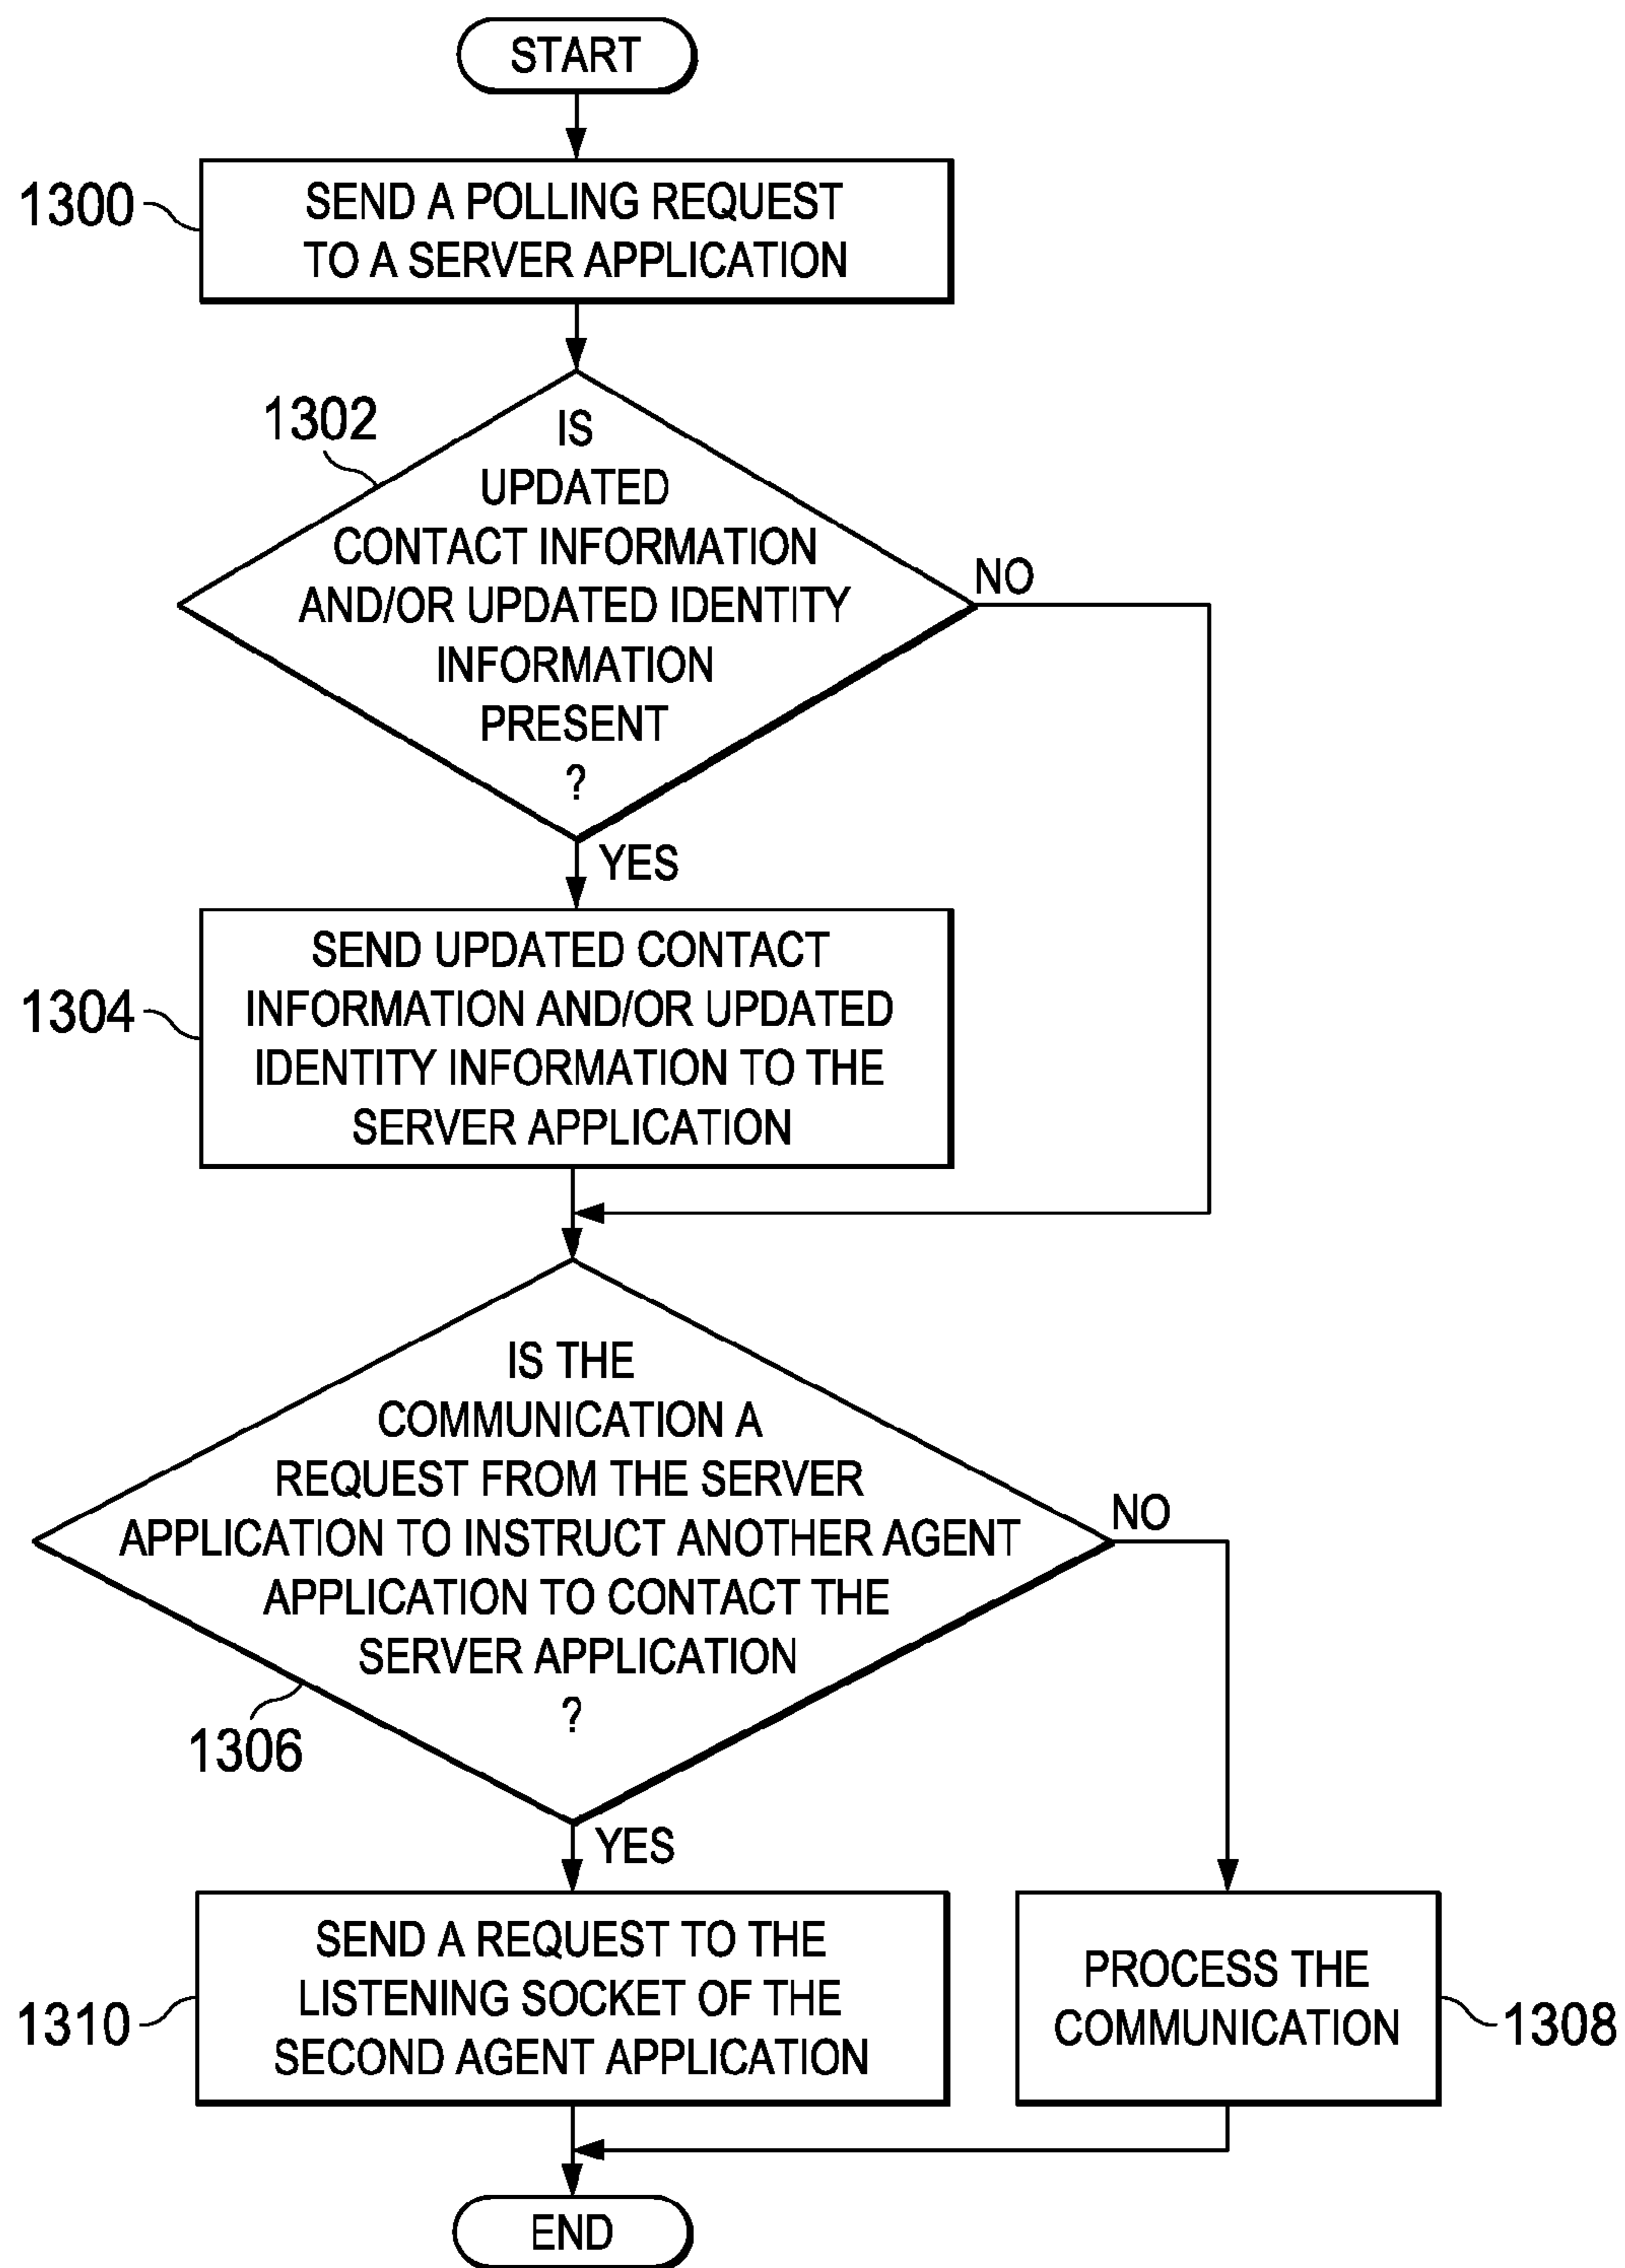 START
1300
SEND A POLLING REQUEST
TO A SERVER APPLICATION
1302
IS
UPDATED
CONTACT INFORMATION
AND/OR UPDATED IDENTITY
INFORMATION
PRESENT
?
NO
YES
1304
SEND UPDATED CONTACT
INFORMATION AND/OR UPDATED
IDENTITY INFORMATION TO THE
SERVER APPLICATION
IS THE
COMMUNICATION A
REQUEST FROM THE SERVER
APPLICATION TO INSTRUCT ANOTHER AGENT
APPLICATION TO CONTACT THE
SERVER APPLICATION
?
1306
NO
YES
1310
SEND A REQUEST TO THE
LISTENING SOCKET OF THE
SECOND AGENT APPLICATION
PROCESS THE
COMMUNICATION
1308
END